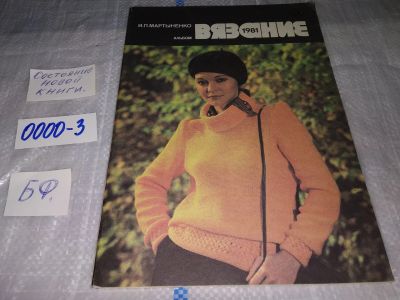 И.П.МАРТЫНЕНКО
АЛЬБОМ
ВЯЗАНИЕ
1981
Состояние
новой
книги.
0000-3
БФ.